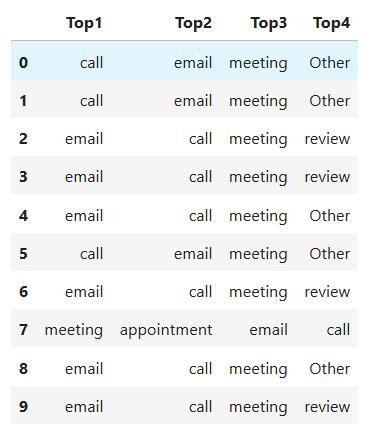 Top1 Top2 Top3 Top4
0 call email meeting Other
1 call email meeting Other
2 email call meeting review
3 email call meeting review
4 email call meeting Other
5 call email meeting Other
6 email call meeting review
7 meeting appointment email call
8 email call meeting Other
9 email call meeting review